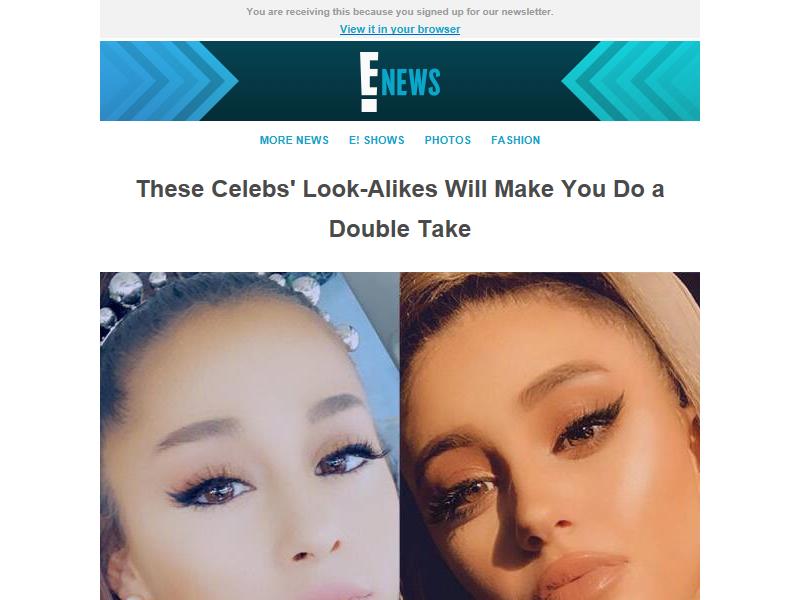 You are receiving this because you signed up for our newsletter.
View it in your browser
E! NEWS
MORE NEWS E! SHOWS PHOTOS FASHION
These Celebs' Look-Alikes Will Make You Do a
Double Take